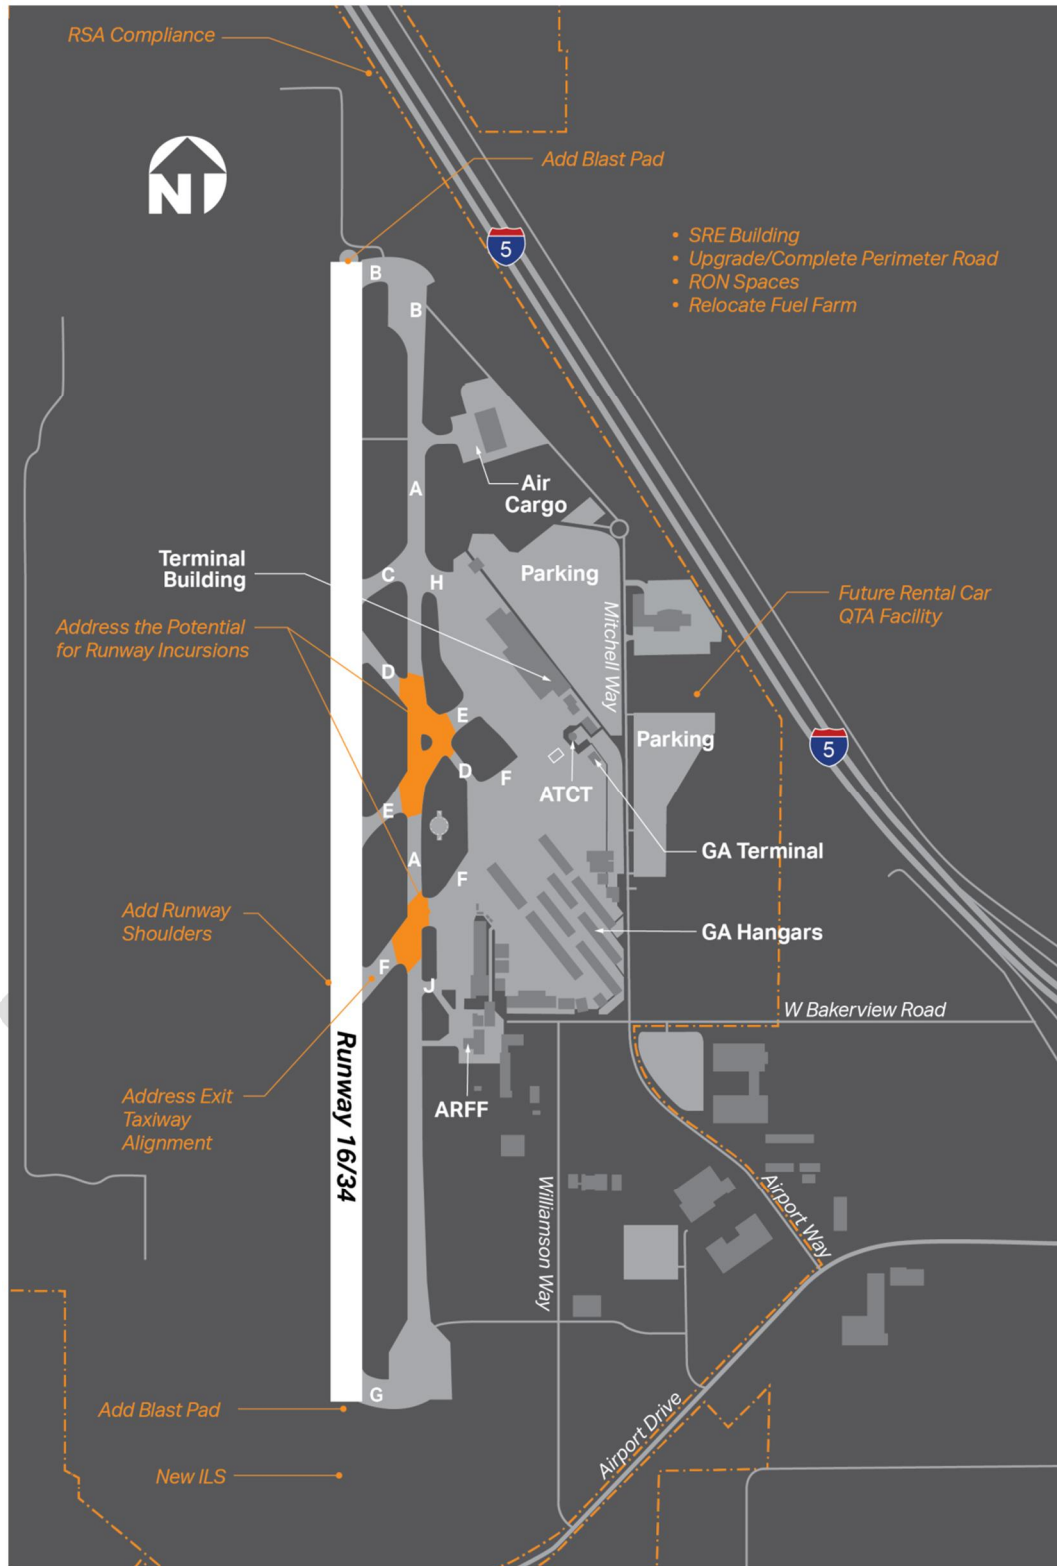 RSA Compliance
Add Blast Pad
N
5
• SRE Building
• Upgrade/Complete Perimeter Road
• RON Spaces
• Relocate Fuel Farm
B
B
A
Air
Cargo
Terminal
Building
C
H
Parking
Mitchell Way
Future Rental Car
QTA Facility
Address the Potential
for Runway Incursions
D
E
D
F
Parking
5
ATCT
E
A
F
GA Terminal
Add Runway
Shoulders
GA Hangars
F
J
W Bakerview Road
Runway 16/34
Address Exit
Taxiway
Alignment
ARFF
Williamson Way
Airport Way
G
Add Blast Pad
Airport Drive
New ILS